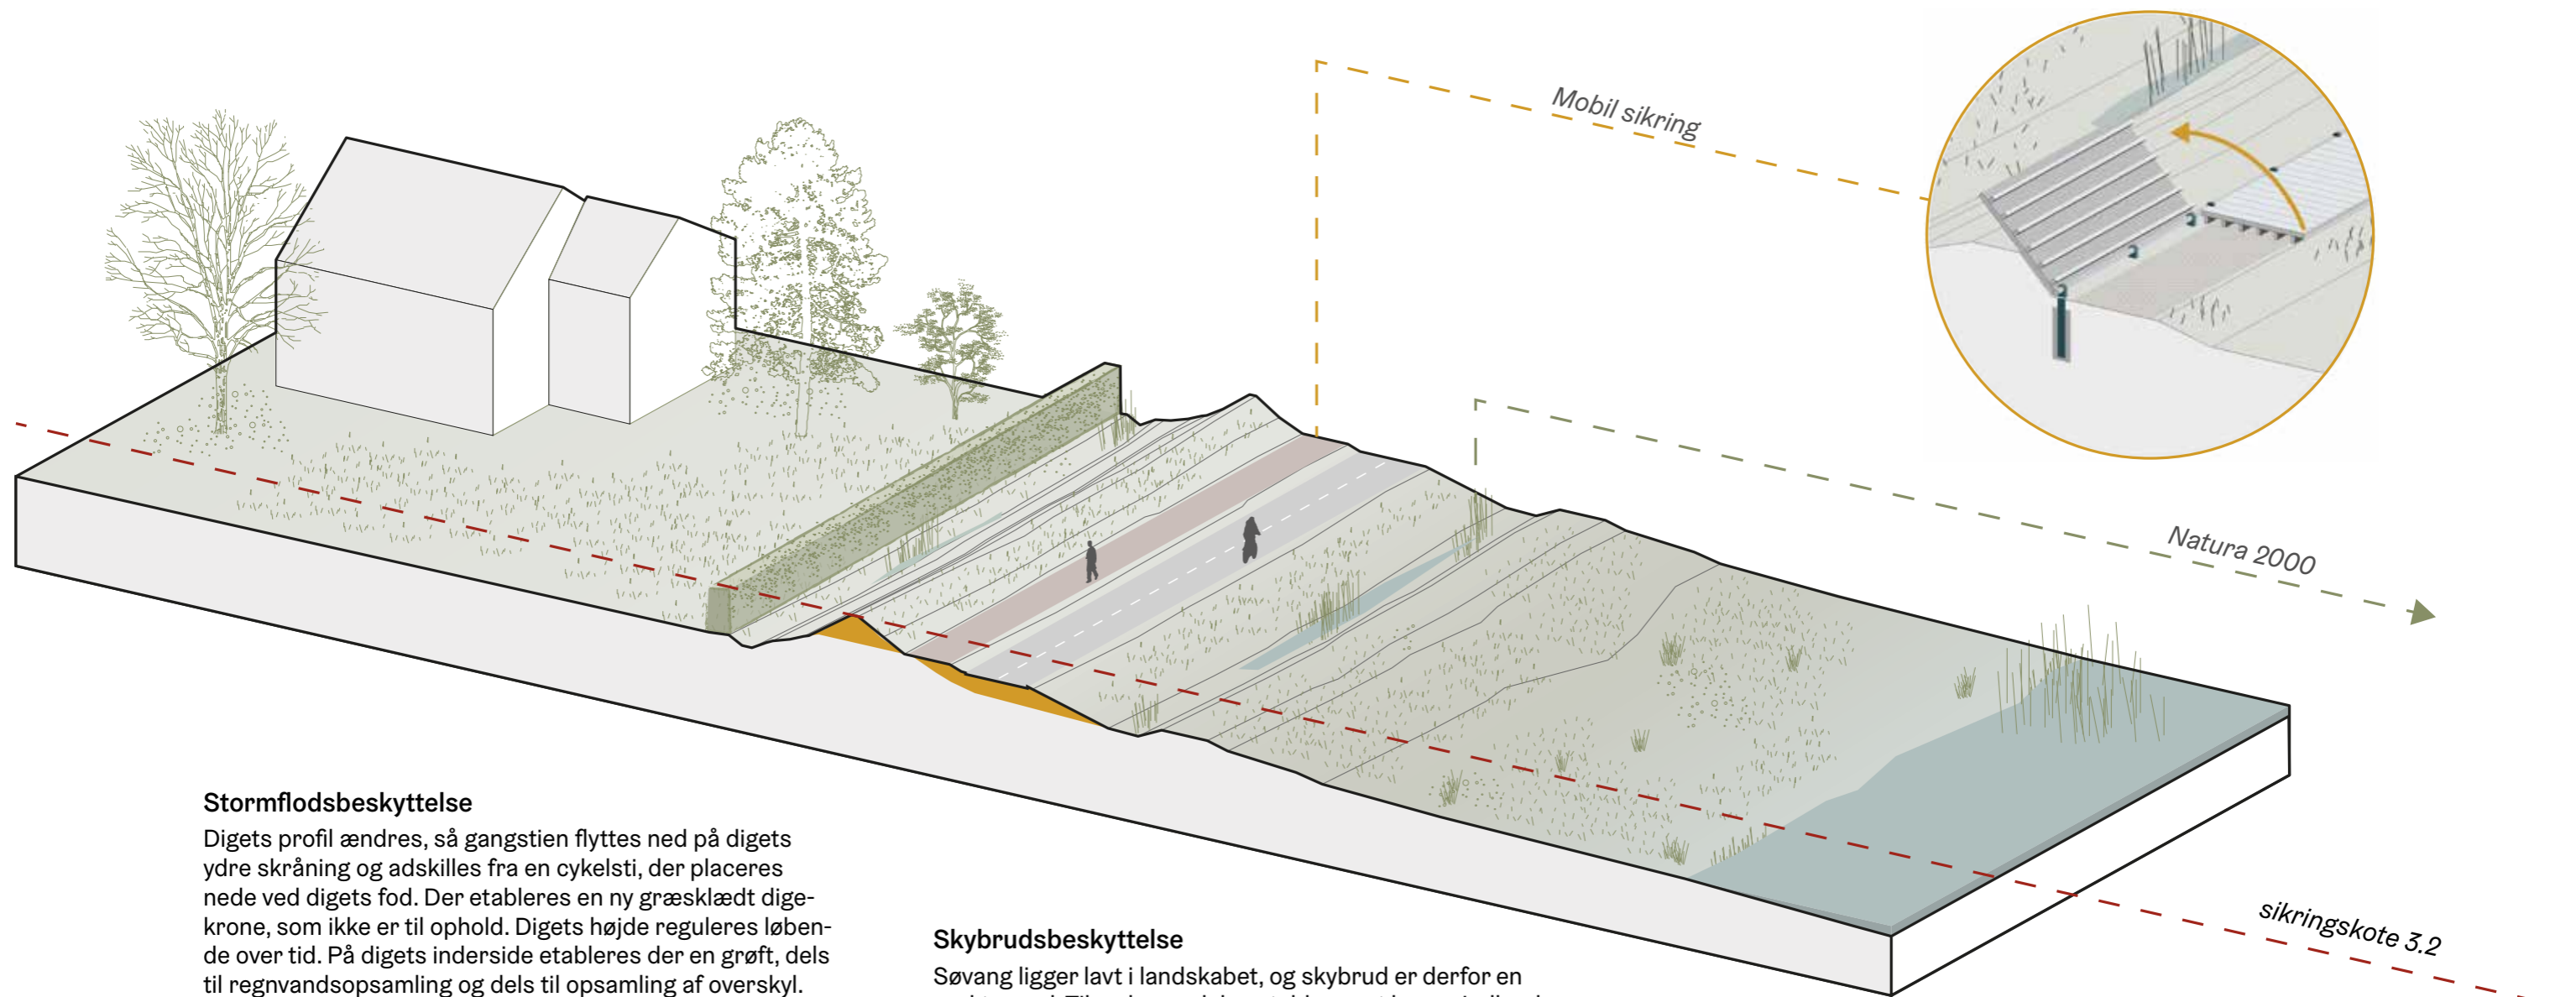 Mobil sikring
Natura 2000
sikringskote 3.2
Stormflodsbeskyttelse
Digets profil ændres, så gangstien flyttes ned på digets
ydre skråning og adskilles fra en cykelsti, der placeres
nede ved digets fod. Der etableres en ny græsklædt dige-
krone, som ikke er til ophold. Digets højde reguleres løben-
de over tid. På digets inderside etableres der en grøft, dels
til regnvandsopsamling og dels til opsamling af overskyl.
Skybrudsbeskyttelse
Søvang ligger lavt i landskabet, og skybrud er derfor en